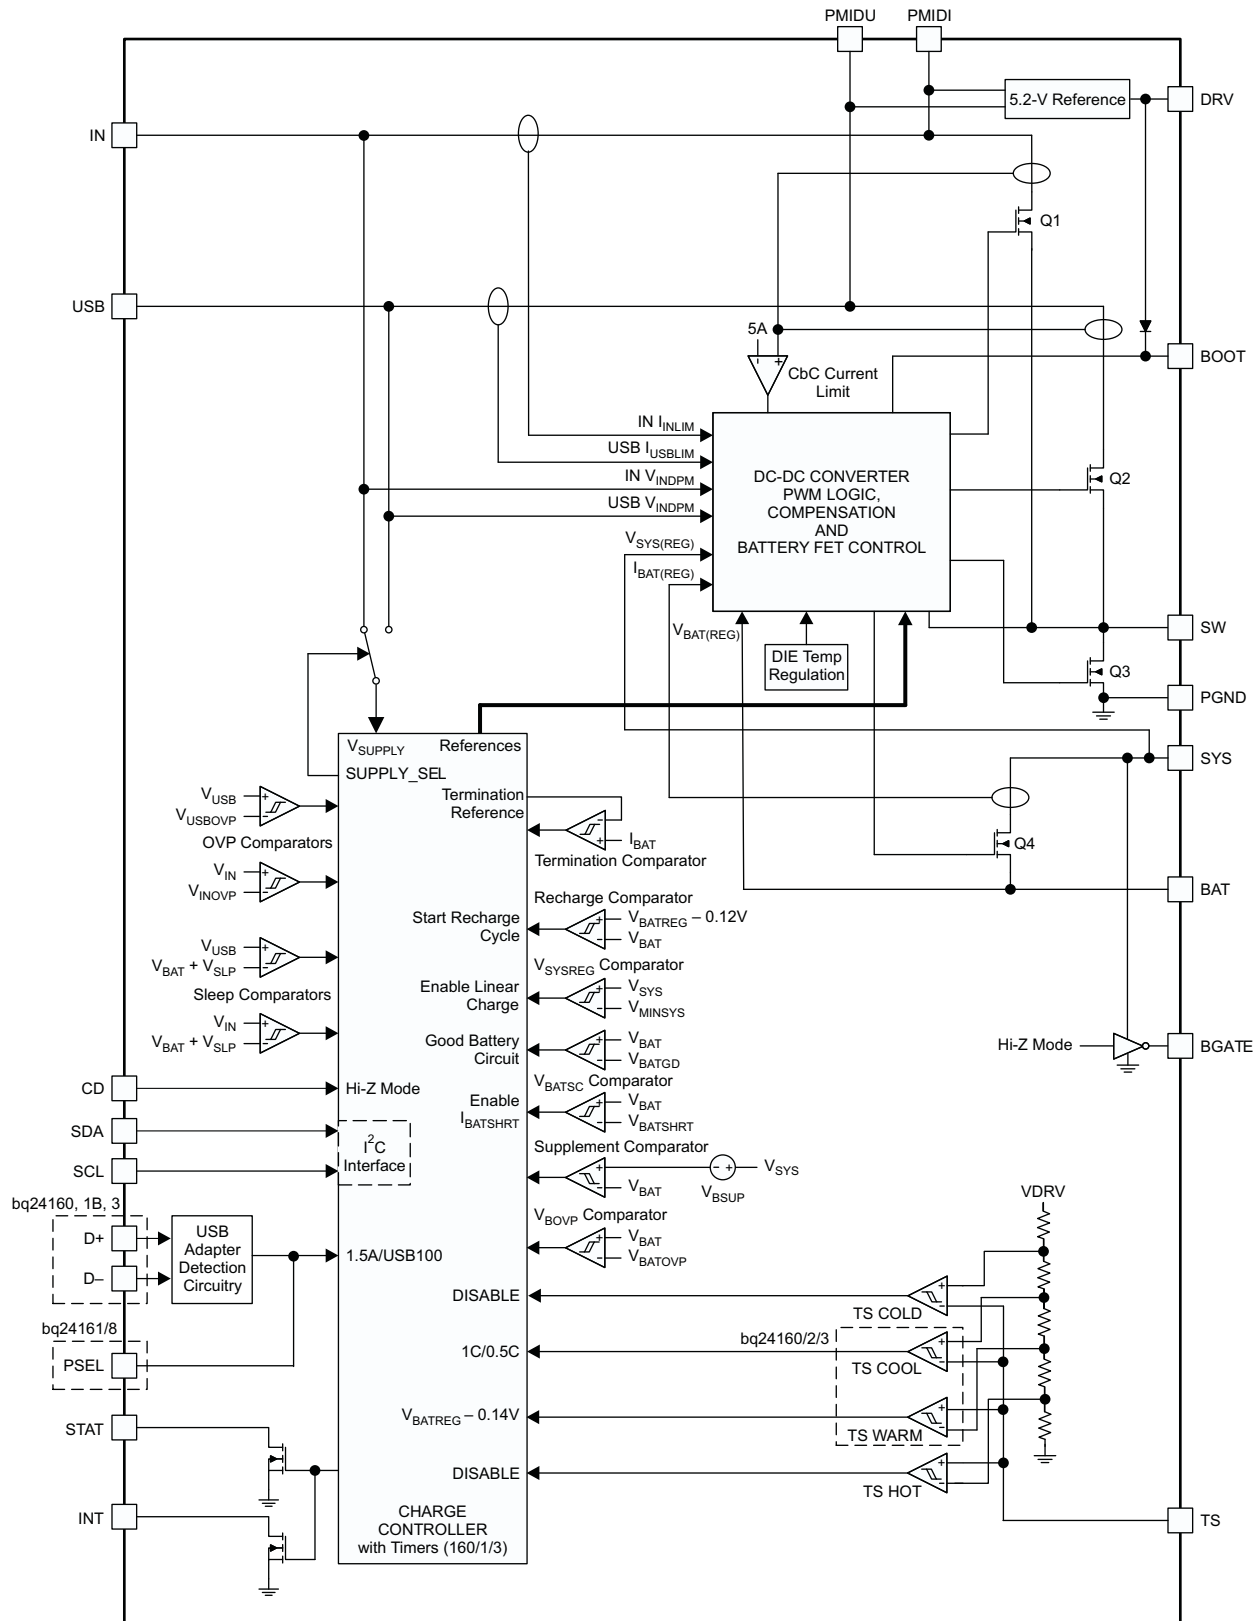 PMIDU
PMIDI
5.2-V Reference
DRV
IN
Q1
USB
5A
CbC Current
Limit
BOOT
IN I_INLIM
USB I_USBLIM
IN V_INDPM
USB V_INDPM
V_SYS(REG)
I_BAT(REG)
V_BAT(REG)
DC-DC CONVERTER
PWM LOGIC,
COMPENSATION
AND
BATTERY FET CONTROL
Q2
DIE Temp
Regulation
SW
Q3
PGND
SYS
V_SUPPLY
References
SUPPLY_SEL
V_USB
V_USBOVP
OVP Comparators
V_IN
V_INOVP
V_USB
V_BAT + V_SLP
Sleep Comparators
V_IN
V_BAT + V_SLP
Termination
Reference
I_BAT
Termination Comparator
Q4
BAT
Recharge Comparator
Start Recharge
Cycle
V_BATREG – 0.12V
V_BAT
V_SYSREG Comparator
Enable Linear
Charge
V_SYS
V_MINSYS
Good Battery
Circuit
V_BAT
V_BATGD
Hi-Z Mode
BGATE
V_BATSC Comparator
Enable
I_BATSHRT
V_BAT
V_BATSHRT
CD
Hi-Z Mode
SDA
SCL
I²C
Interface
Supplement Comparator
V_BAT
V_BSUP
V_SYS
V_BOVP Comparator
V_BAT
V_BATOVP
bq24160, 1B, 3
D+
D–
USB
Adapter
Detection
Circuitry
1.5A/USB100
VDRV
DISABLE
TS COLD
bq24161/8
PSEL
bq24160/2/3
1C/0.5C
TS COOL
V_BATREG – 0.14V
TS WARM
STAT
DISABLE
TS HOT
INT
TS
CHARGE
CONTROLLER
with Timers (160/1/3)